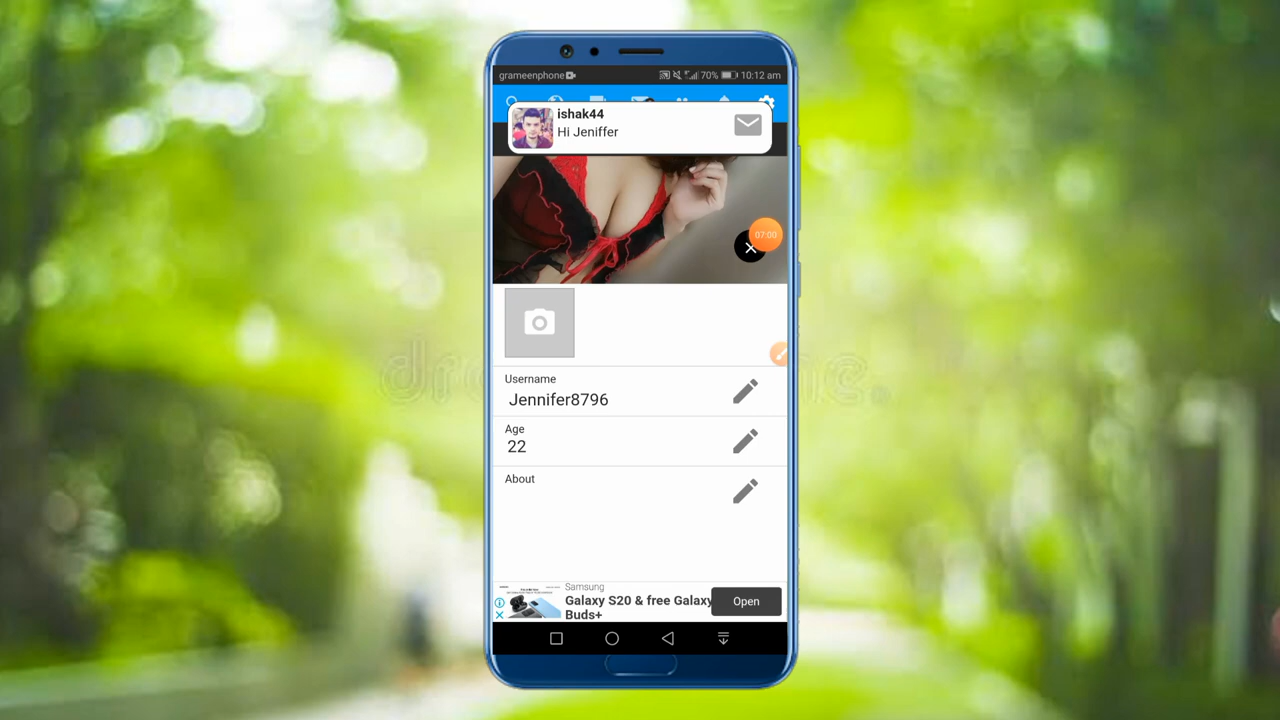 grameenphone
70% 10:12 am
ishak44
Hi Jeniffer
07:00
Username
Jennifer8796
Age
22
About
Samsung
Galaxy S20 & free Galaxy
Buds+
Open